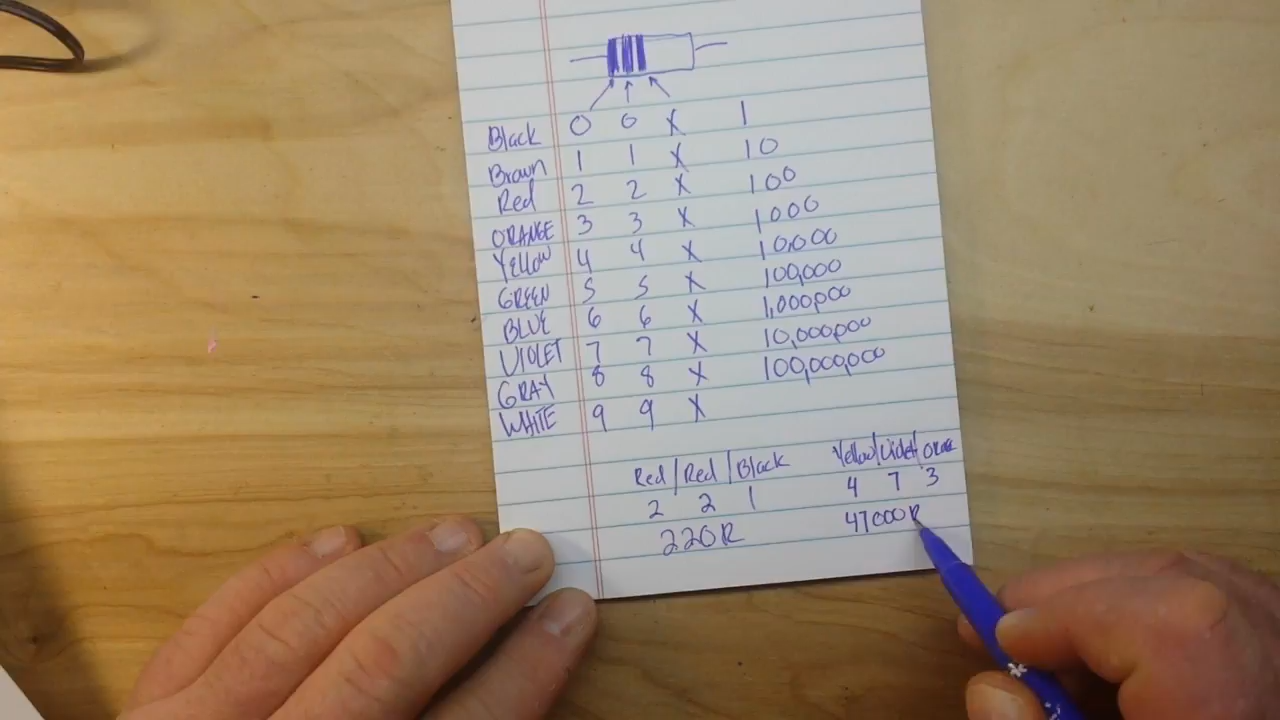 Black 0 0 X 1
Brown 1 1 X 10
Red 2 2 X 100
ORANGE 3 3 X 1000
Yellow 4 4 X 10,000
GREEN 5 5 X 100,000
BLUE 6 6 X 1,000,000
VIOLET 7 7 X 10,000,000
GRAY 8 8 X 100,000,000
WHITE 9 9 X
Red/Red/Black Yellow/Violet/
2 2 1 4 7 3
220R 47000R